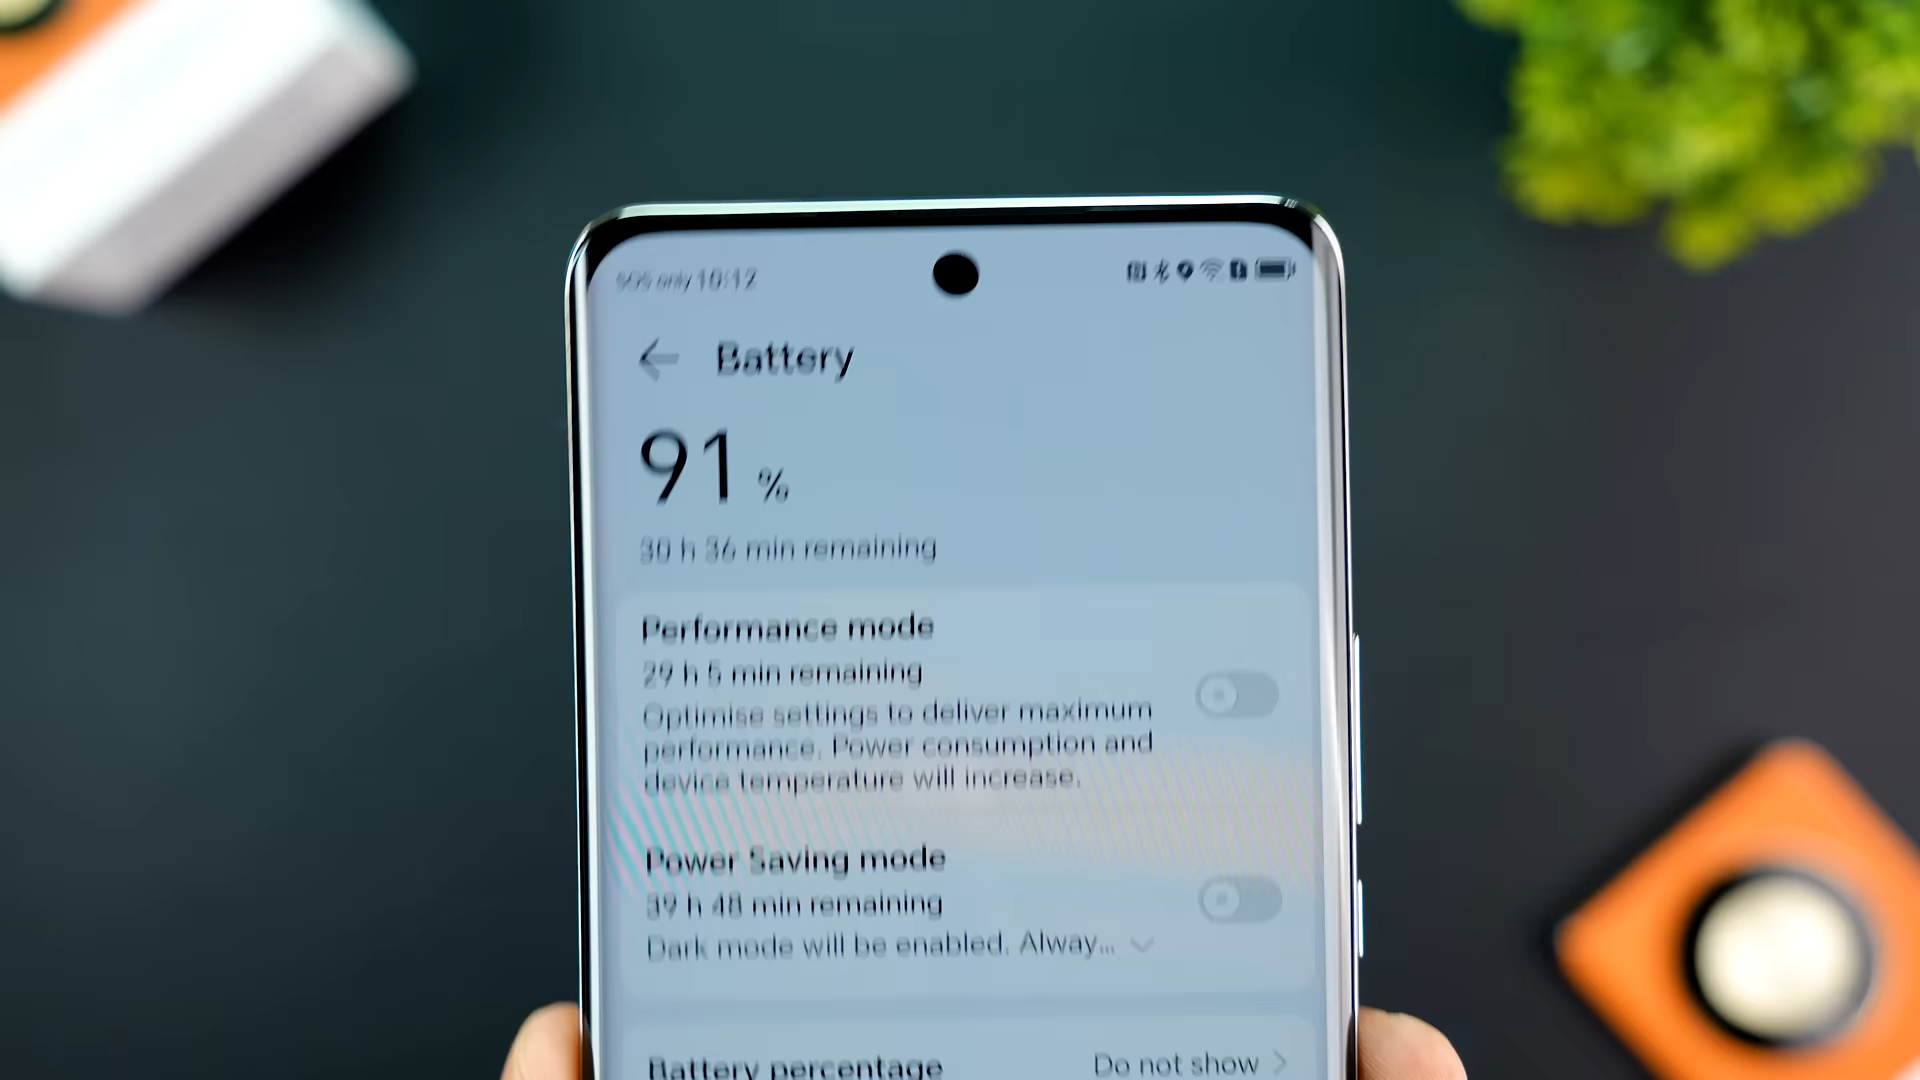 SOS only 10:12
Battery
91 %
30 h 36 min remaining
Performance mode
29 h 5 min remaining
Optimise settings to deliver maximum
performance. Power consumption and
device temperature will increase.
Power Saving mode
39 h 48 min remaining
Dark mode will be enabled. Alway...
Battery percentage Do not show